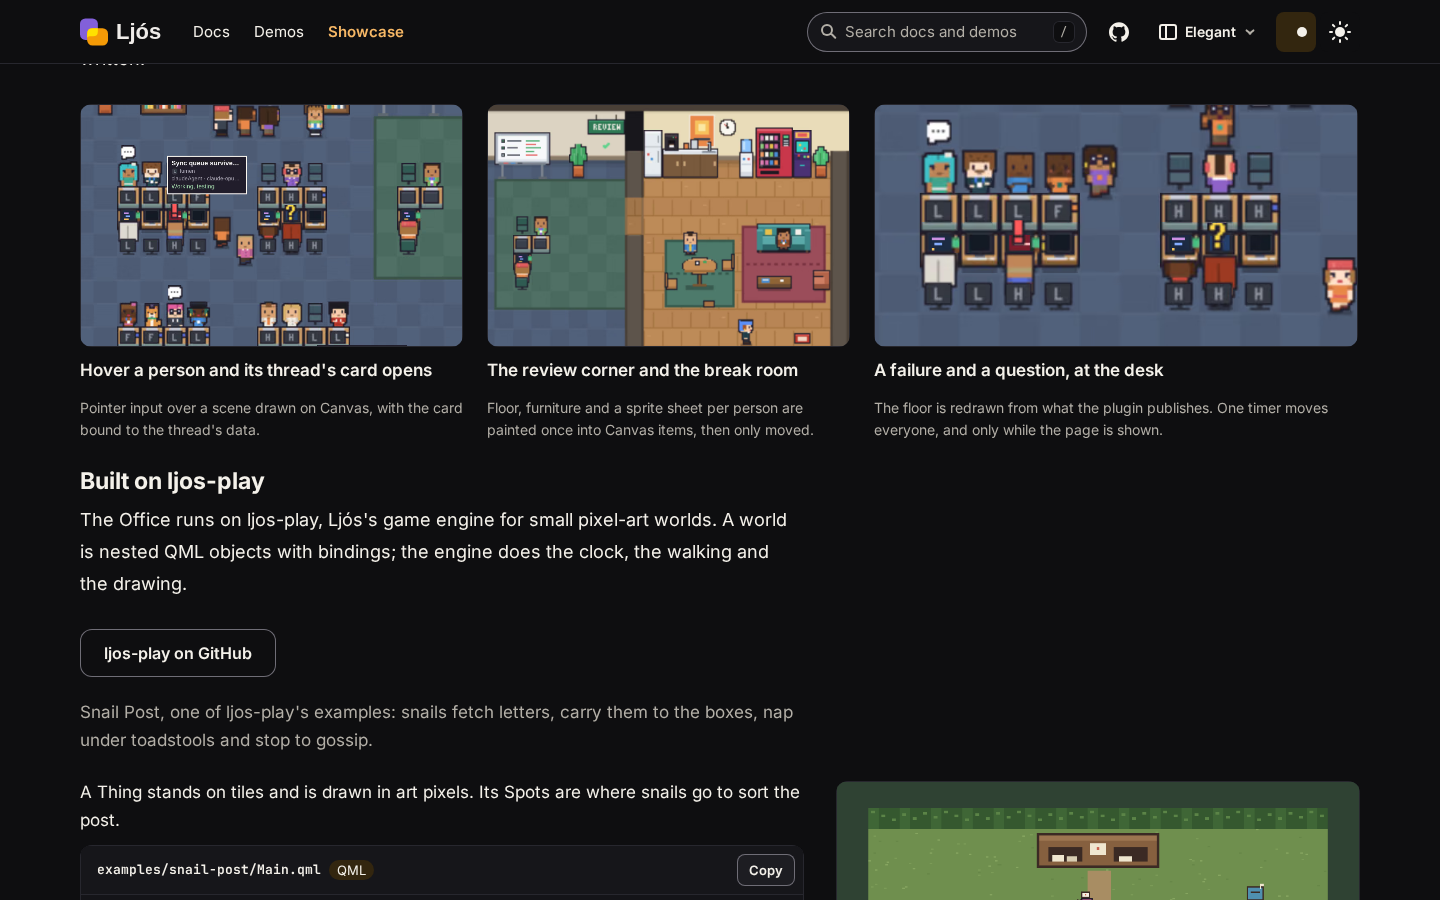 Ljós
Docs
Demos
Showcase
Search docs and demos
/
Elegant
REVIEW
Sync queue survive...
Working, testing
L L L F
H H H
L L H L
L L H H
F F L L
H H L L
Hover a person and its thread's card opens
The review corner and the break room
A failure and a question, at the desk
Pointer input over a scene drawn on Canvas, with the card
bound to the thread's data.
Floor, furniture and a sprite sheet per person are
painted once into Canvas items, then only moved.
The floor is redrawn from what the plugin publishes. One timer moves
everyone, and only while the page is shown.
Built on ljos-play
The Office runs on ljos-play, Ljós's game engine for small pixel-art worlds. A world
is nested QML objects with bindings; the engine does the clock, the walking and
the drawing.
ljos-play on GitHub
Snail Post, one of ljos-play's examples: snails fetch letters, carry them to the boxes, nap
under toadstools and stop to gossip.
A Thing stands on tiles and is drawn in art pixels. Its Spots are where snails go to sort the
post.
examples/snail-post/Main.qml
QML
Copy